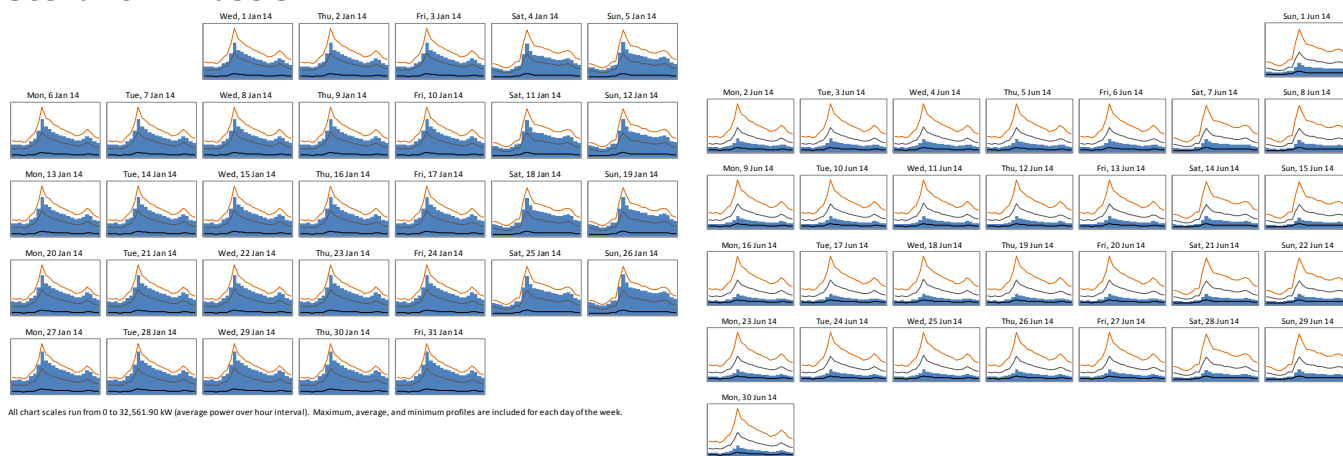 Wed, 1 Jan 14 Thu, 2 Jan 14 Fri, 3 Jan 14 Sat, 4 Jan 14 Sun, 5 Jan 14
Mon, 6 Jan 14 Tue, 7 Jan 14 Wed, 8 Jan 14 Thu, 9 Jan 14 Fri, 10 Jan 14 Sat, 11 Jan 14 Sun, 12 Jan 14
Mon, 13 Jan 14 Tue, 14 Jan 14 Wed, 15 Jan 14 Thu, 16 Jan 14 Fri, 17 Jan 14 Sat, 18 Jan 14 Sun, 19 Jan 14
Mon, 20 Jan 14 Tue, 21 Jan 14 Wed, 22 Jan 14 Thu, 23 Jan 14 Fri, 24 Jan 14 Sat, 25 Jan 14 Sun, 26 Jan 14
Mon, 27 Jan 14 Tue, 28 Jan 14 Wed, 29 Jan 14 Thu, 30 Jan 14 Fri, 31 Jan 14
All chart scales run from 0 to 32,561.90 kW (average power over hour interval). Maximum, average, and minimum profiles are included for each day of the week.
Sun, 1 Jun 14
Mon, 2 Jun 14 Tue, 3 Jun 14 Wed, 4 Jun 14 Thu, 5 Jun 14 Fri, 6 Jun 14 Sat, 7 Jun 14 Sun, 8 Jun 14
Mon, 9 Jun 14 Tue, 10 Jun 14 Wed, 11 Jun 14 Thu, 12 Jun 14 Fri, 13 Jun 14 Sat, 14 Jun 14 Sun, 15 Jun 14
Mon, 16 Jun 14 Tue, 17 Jun 14 Wed, 18 Jun 14 Thu, 19 Jun 14 Fri, 20 Jun 14 Sat, 21 Jun 14 Sun, 22 Jun 14
Mon, 23 Jun 14 Tue, 24 Jun 14 Wed, 25 Jun 14 Thu, 26 Jun 14 Fri, 27 Jun 14 Sat, 28 Jun 14 Sun, 29 Jun 14
Mon, 30 Jun 14